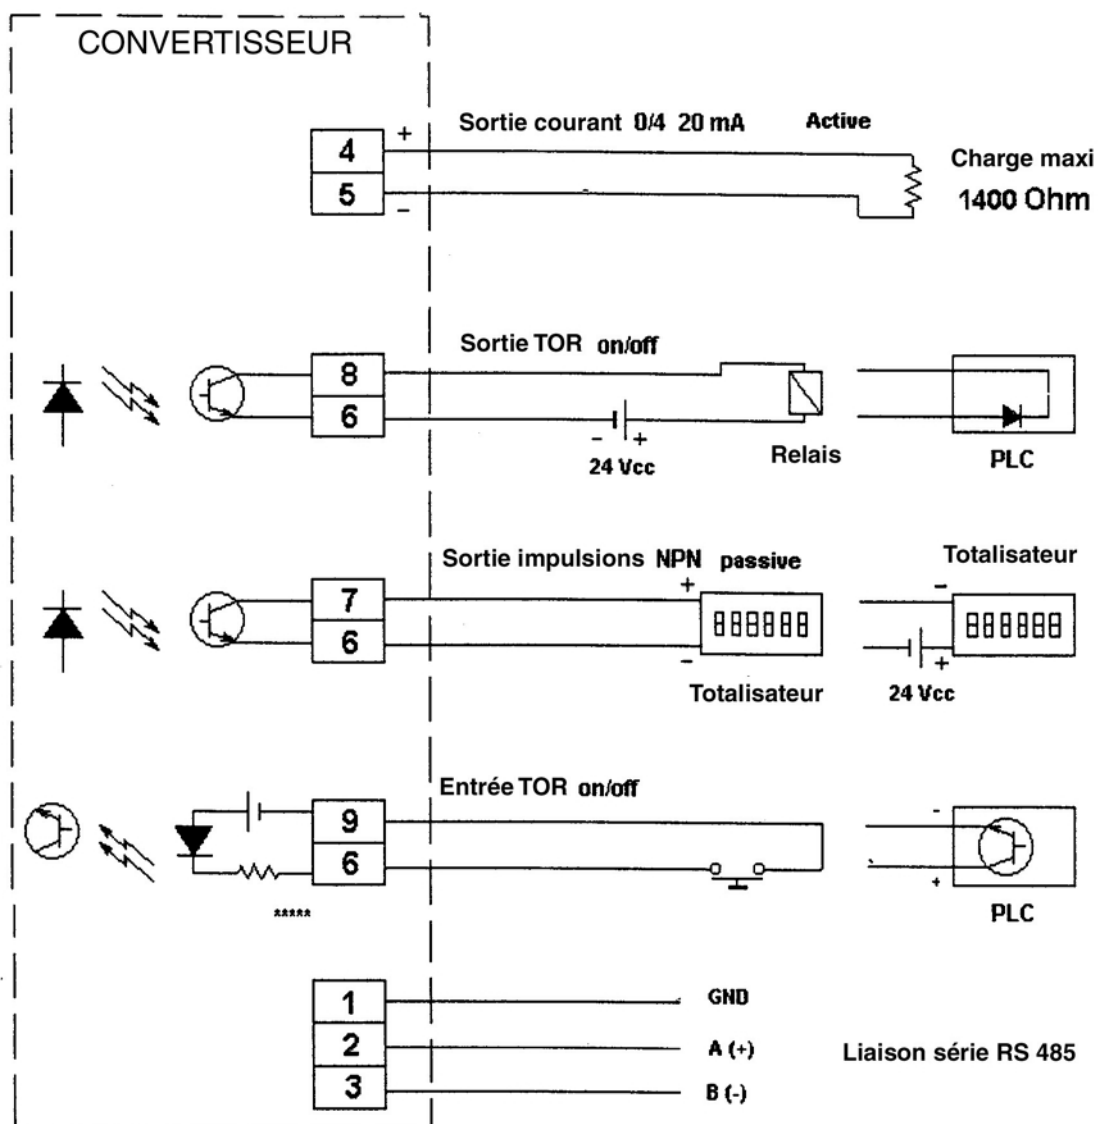 CONVERTISSEUR
Sortie courant 0/4 20 mA Active
4 +
5 -
Charge maxi
1400 Ohm
Sortie TOR on/off
8
6
- +
24 Vcc
Relais
PLC
Sortie impulsions NPN passive
Totalisateur
7
6
+
-
Totalisateur
-
+
24 Vcc
Entrée TOR on/off
9
6
*****
-
+
PLC
1 GND
2 A (+)
3 B (-)
Liaison série RS 485